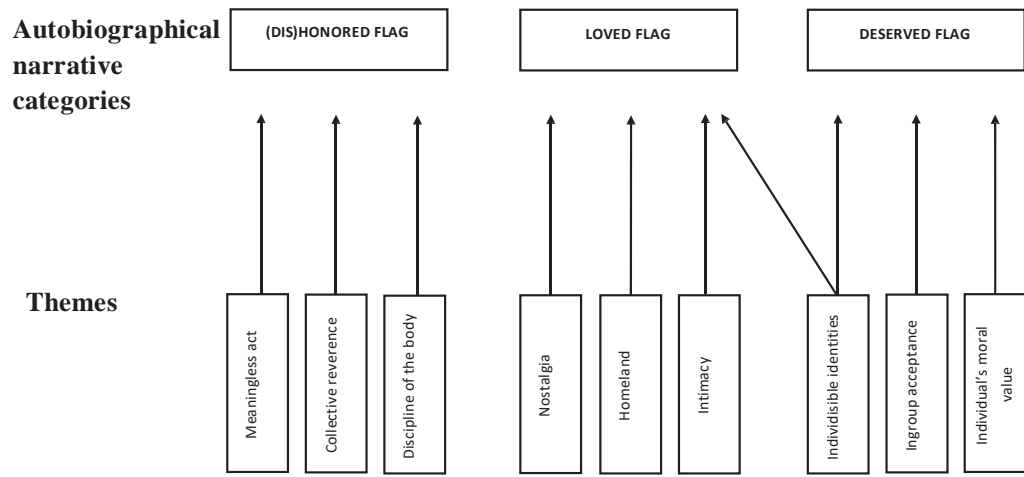 Autobiographical
narrative
categories
(DIS)HONORED FLAG
LOVED FLAG
DESERVED FLAG
Themes
Meaningless act
Collective reverence
Discipline of the body
Nostalgia
Homeland
Intimacy
Individisible identities
Ingroup acceptance
Individual's moral
value